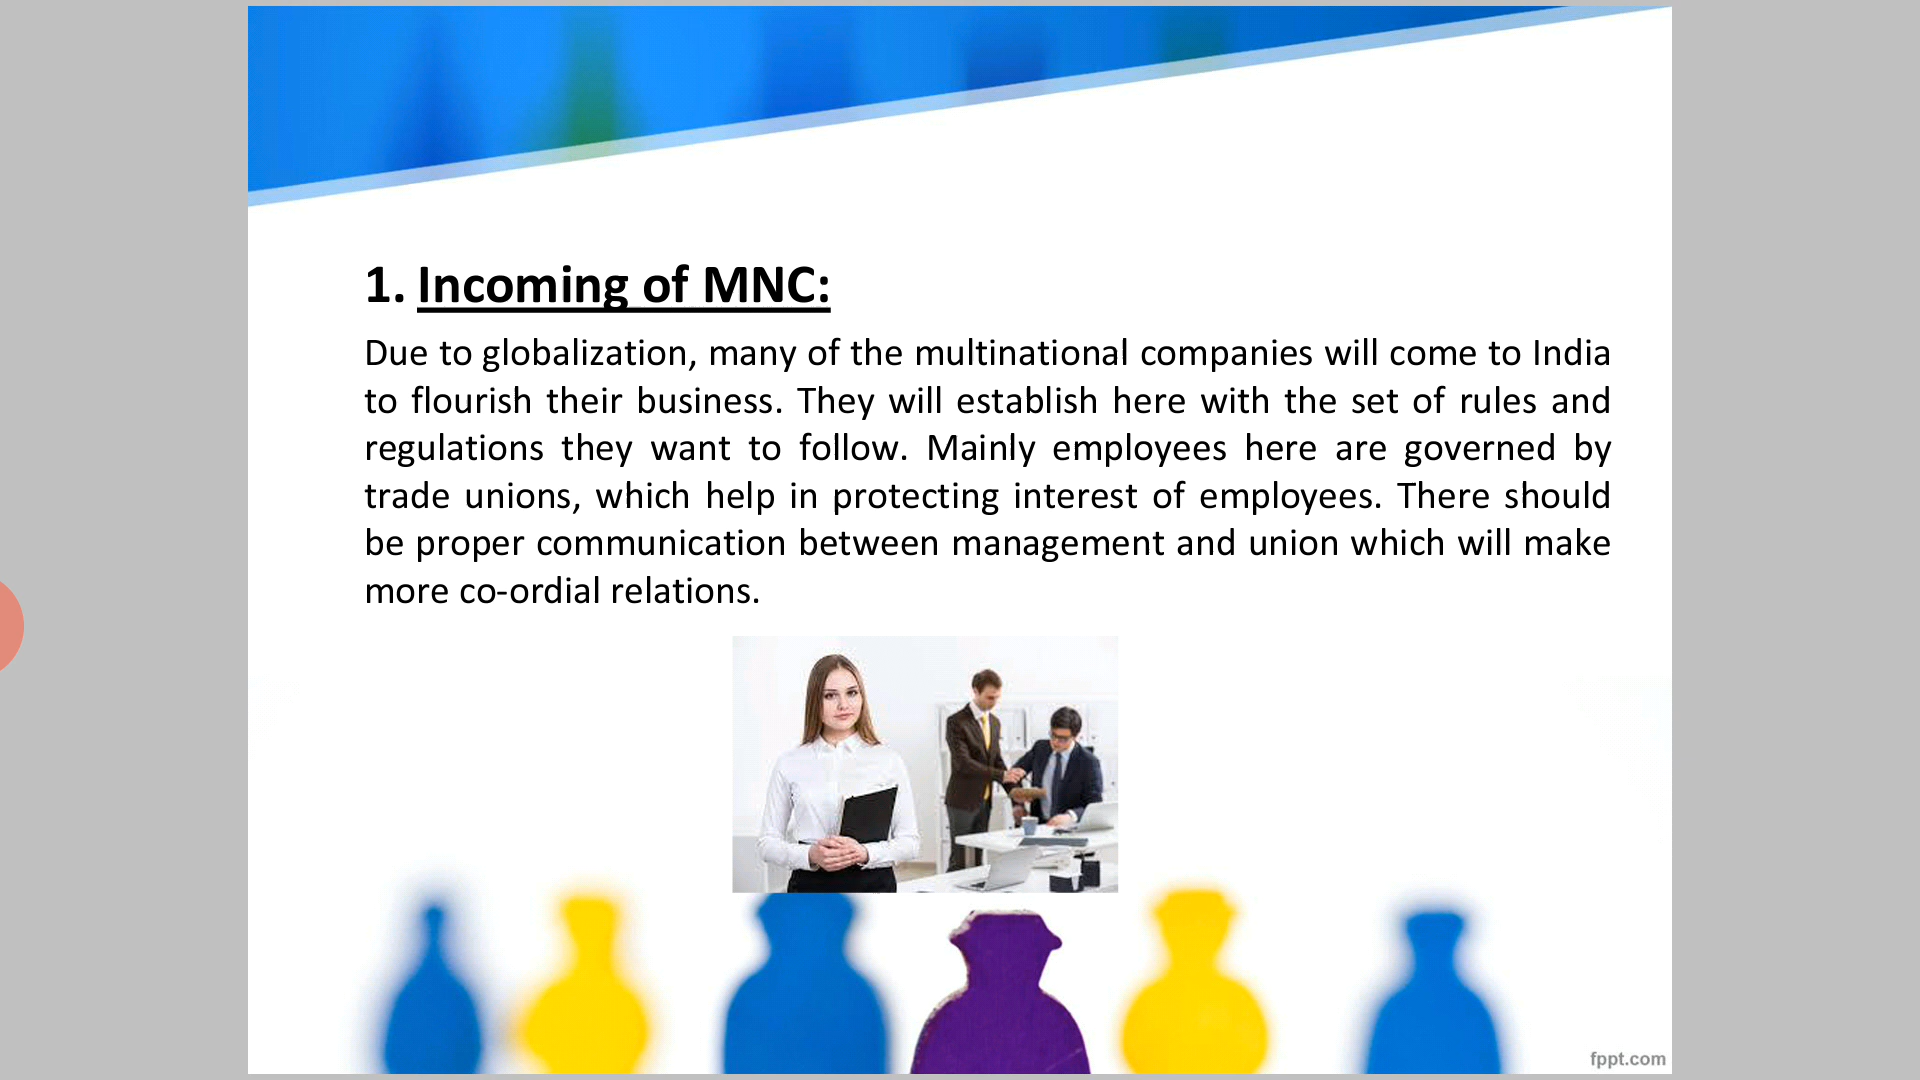 1. Incoming of MNC:
Due to globalization, many of the multinational companies will come to India
to flourish their business. They will establish here with the set of rules and
regulations they want to follow. Mainly employees here are governed by
trade unions, which help in protecting interest of employees. There should
be proper communication between management and union which will make
more co-ordial relations.
fppt.com